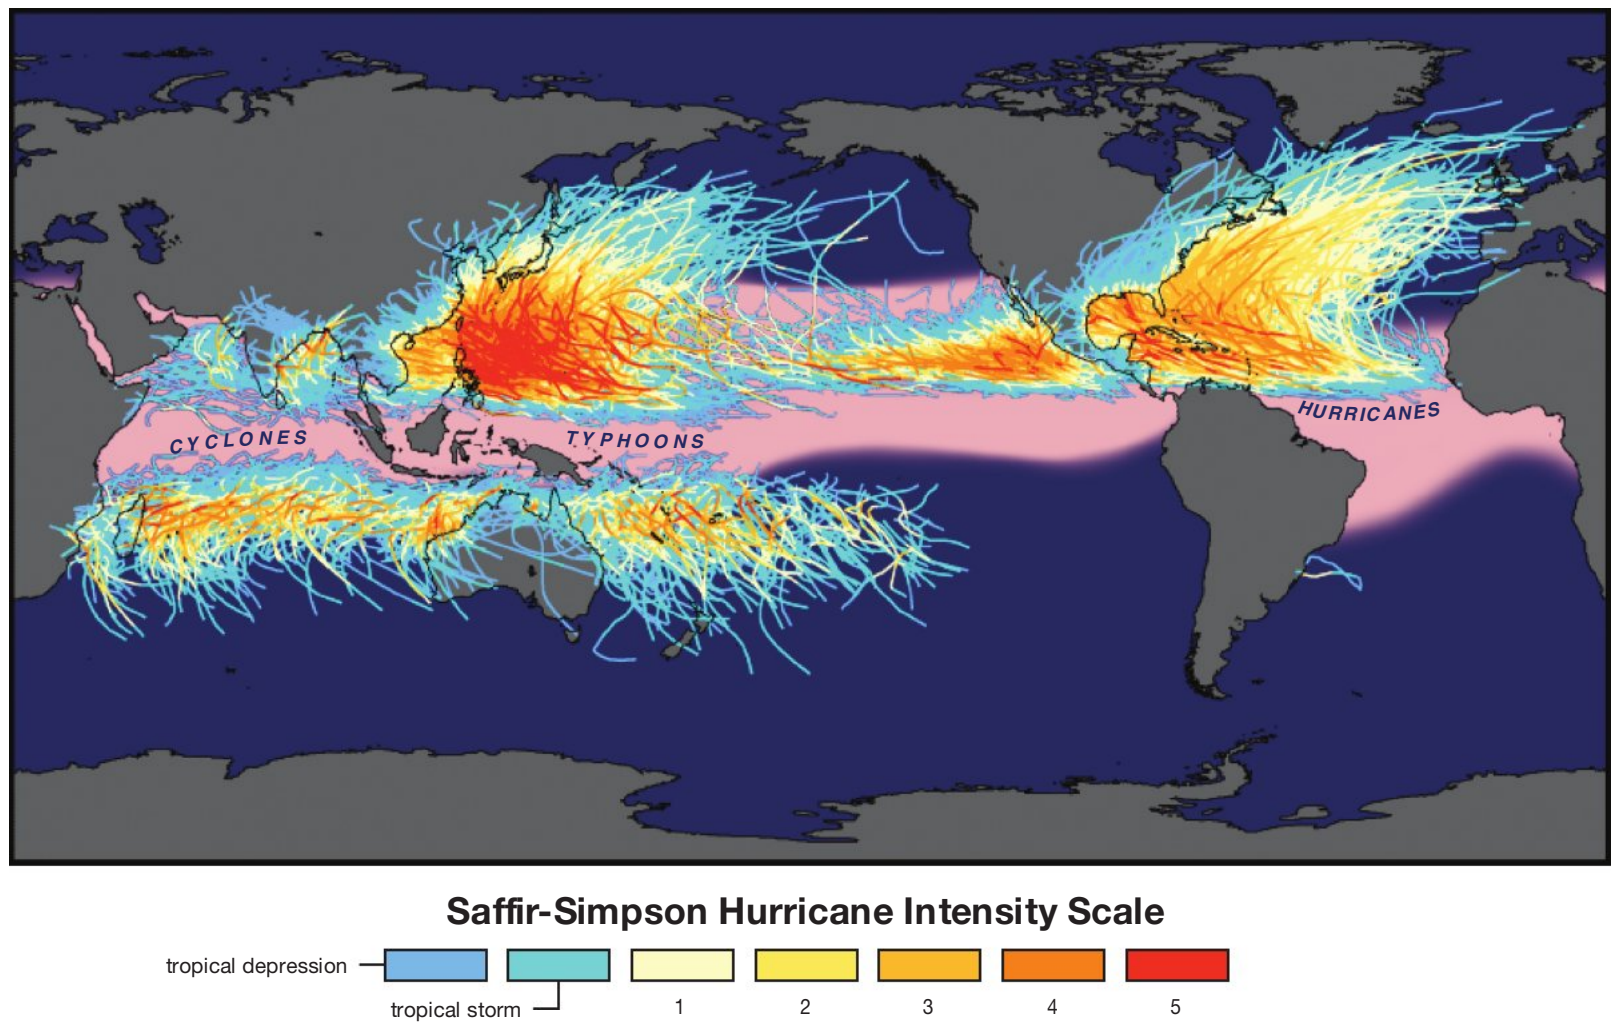 CYCLONES
TYPHOONS
HURRICANES
Saffir-Simpson Hurricane Intensity Scale
tropical depression
tropical storm
1 2 3 4 5